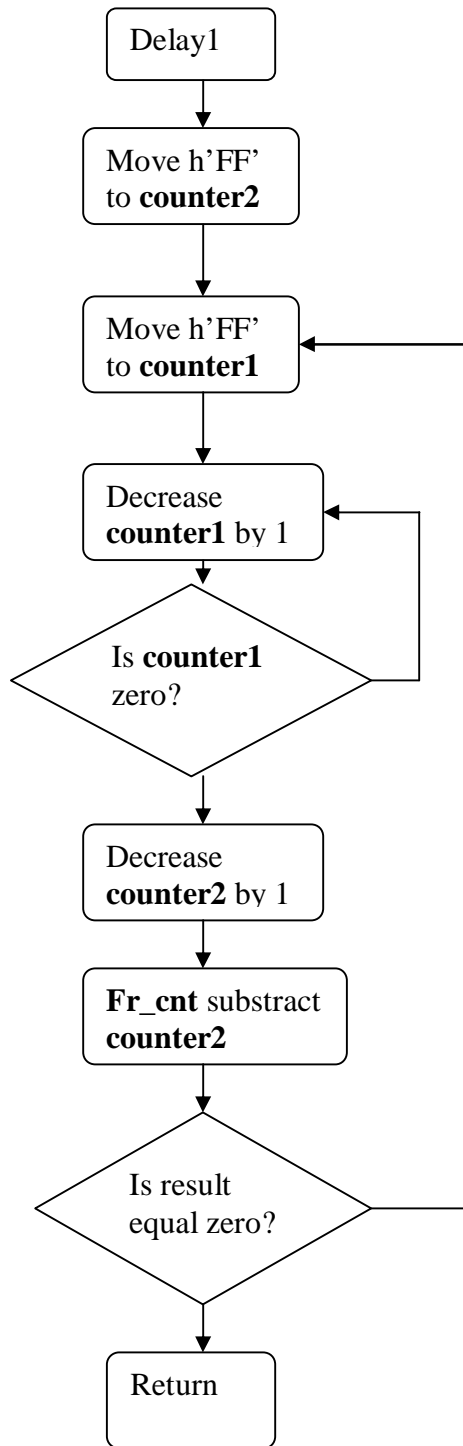 Delay1
Move h’FF’
to counter2
Move h’FF’
to counter1
Decrease
counter1 by 1
Is counter1
zero?
Decrease
counter2 by 1
Fr_cnt substract
counter2
Is result
equal zero?
Return